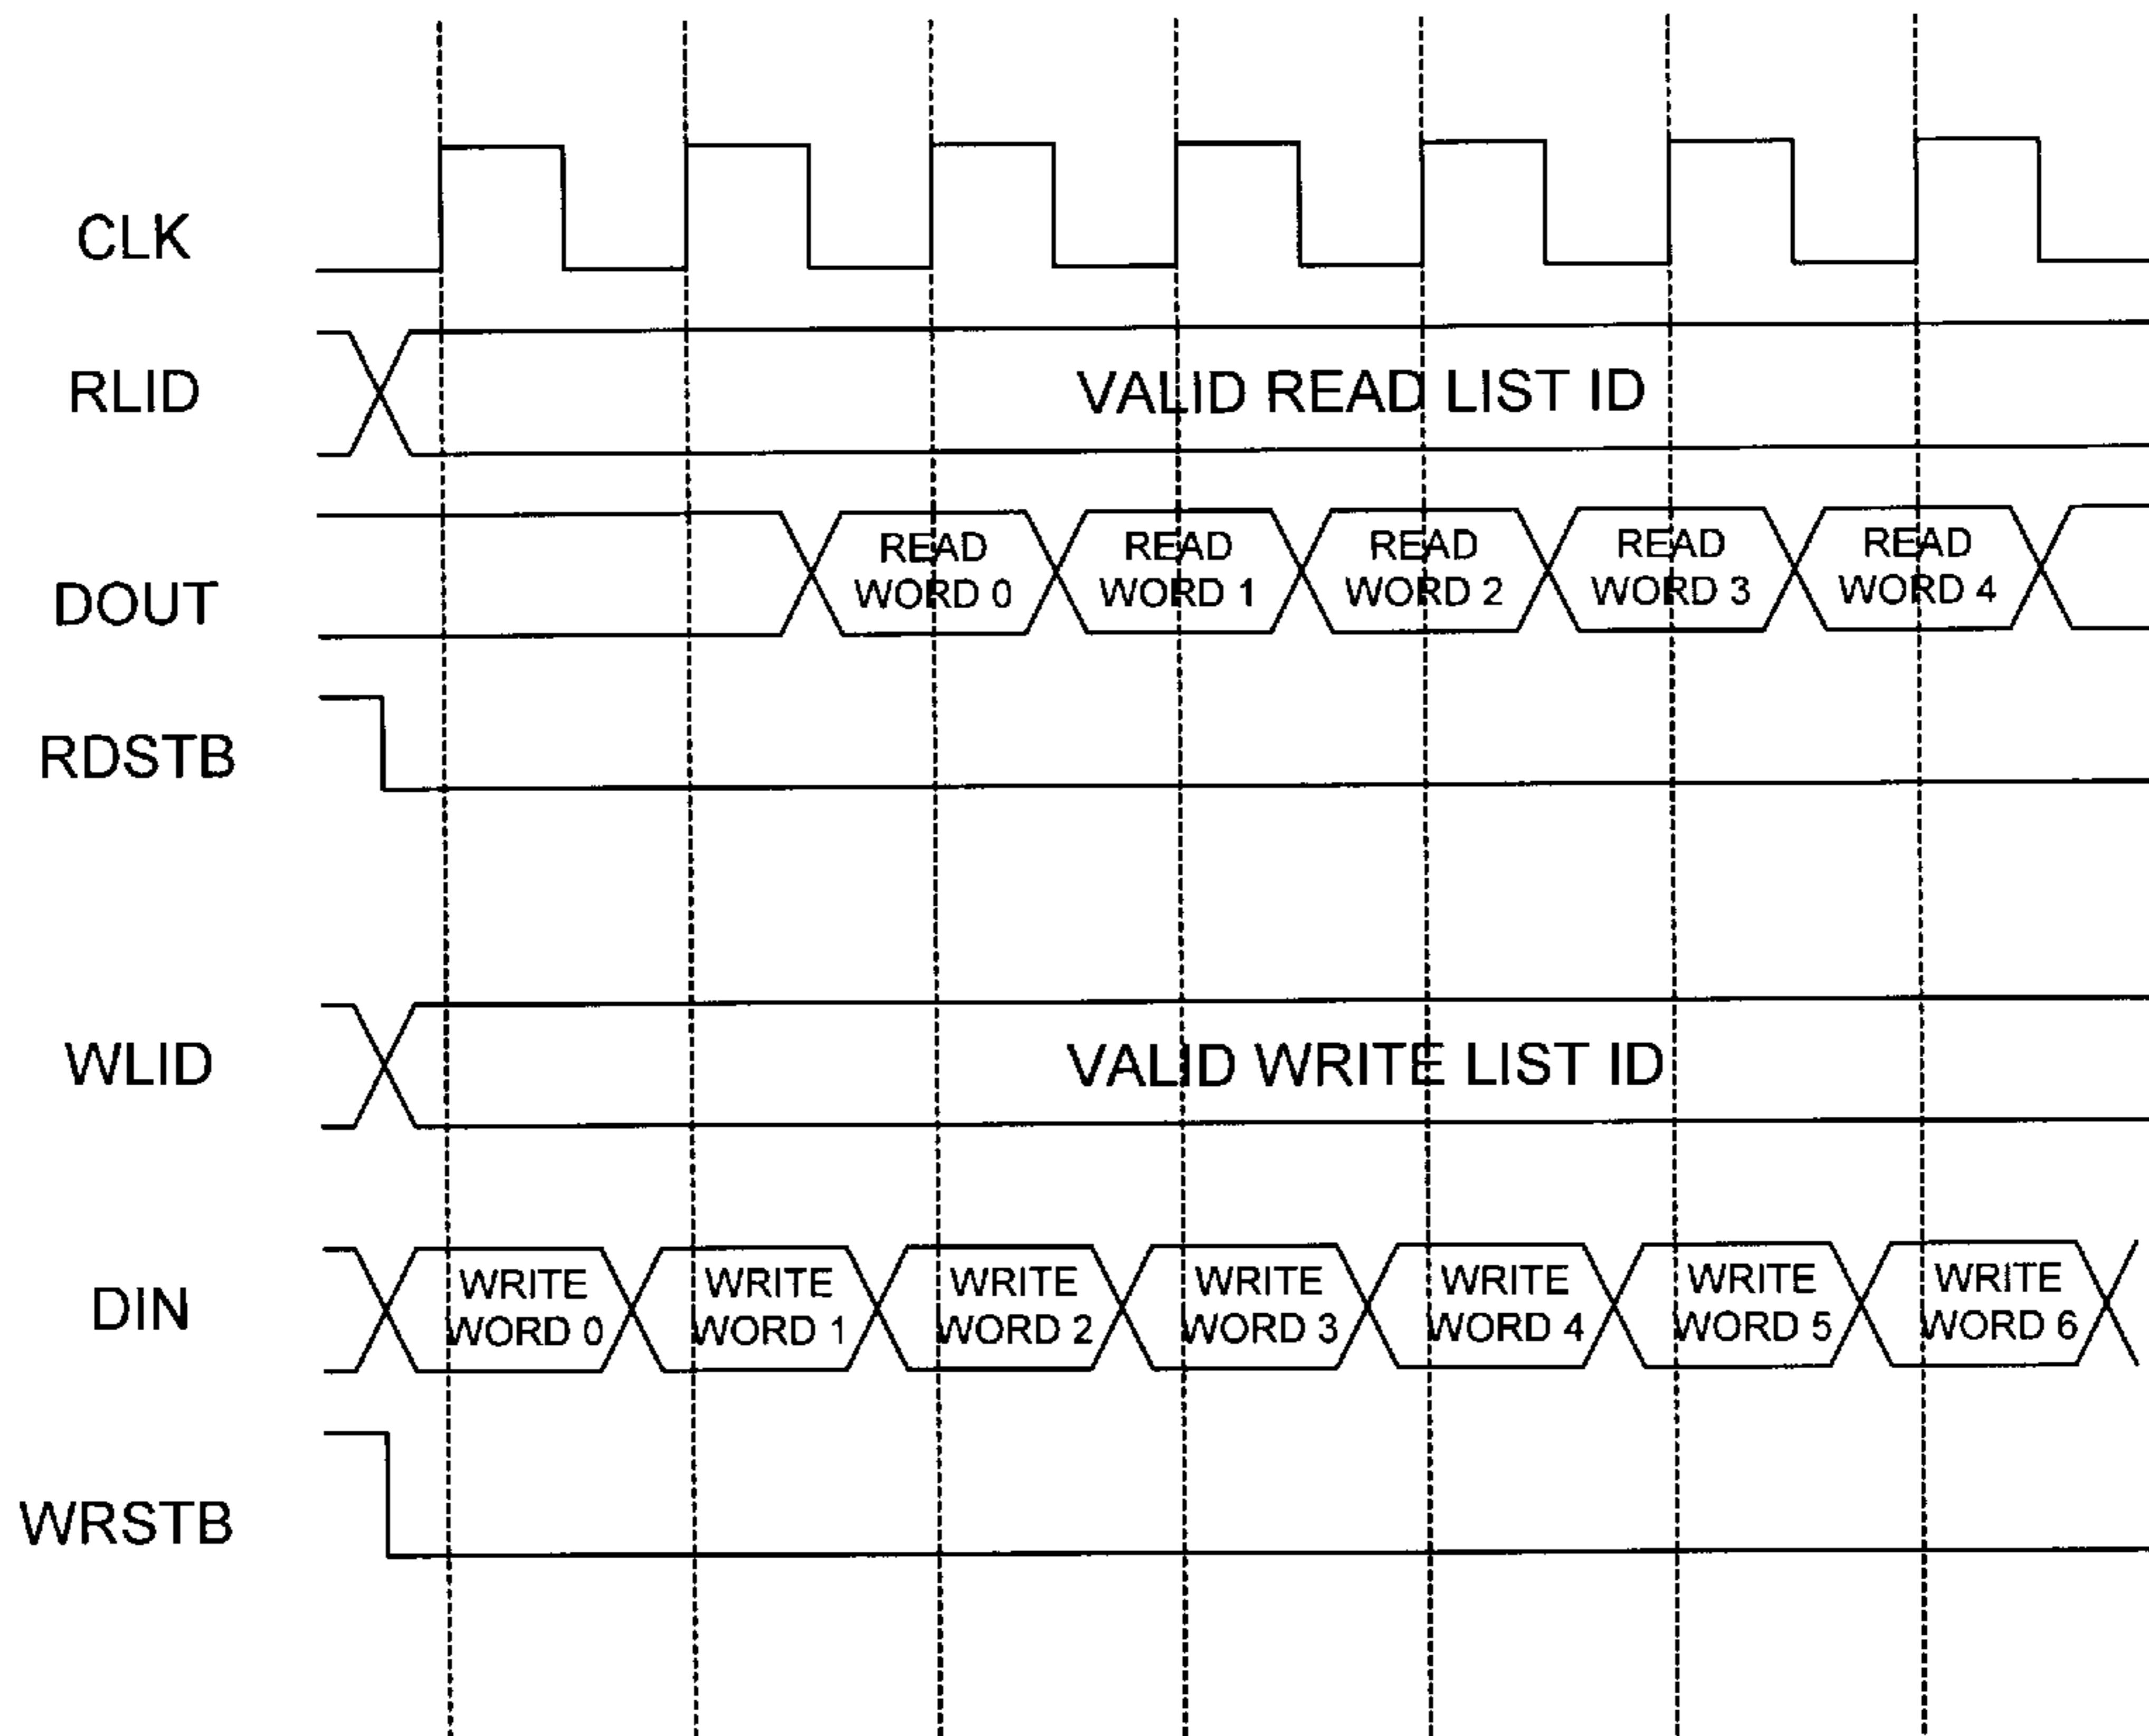 CLK
RLID
VALID READ LIST ID
DOUT
READ
WORD 0
READ
WORD 1
READ
WORD 2
READ
WORD 3
READ
WORD 4
RDSTB
WLID
VALID WRITE LIST ID
DIN
WRITE
WORD 0
WRITE
WORD 1
WRITE
WORD 2
WRITE
WORD 3
WRITE
WORD 4
WRITE
WORD 5
WRITE
WORD 6
WRSTB